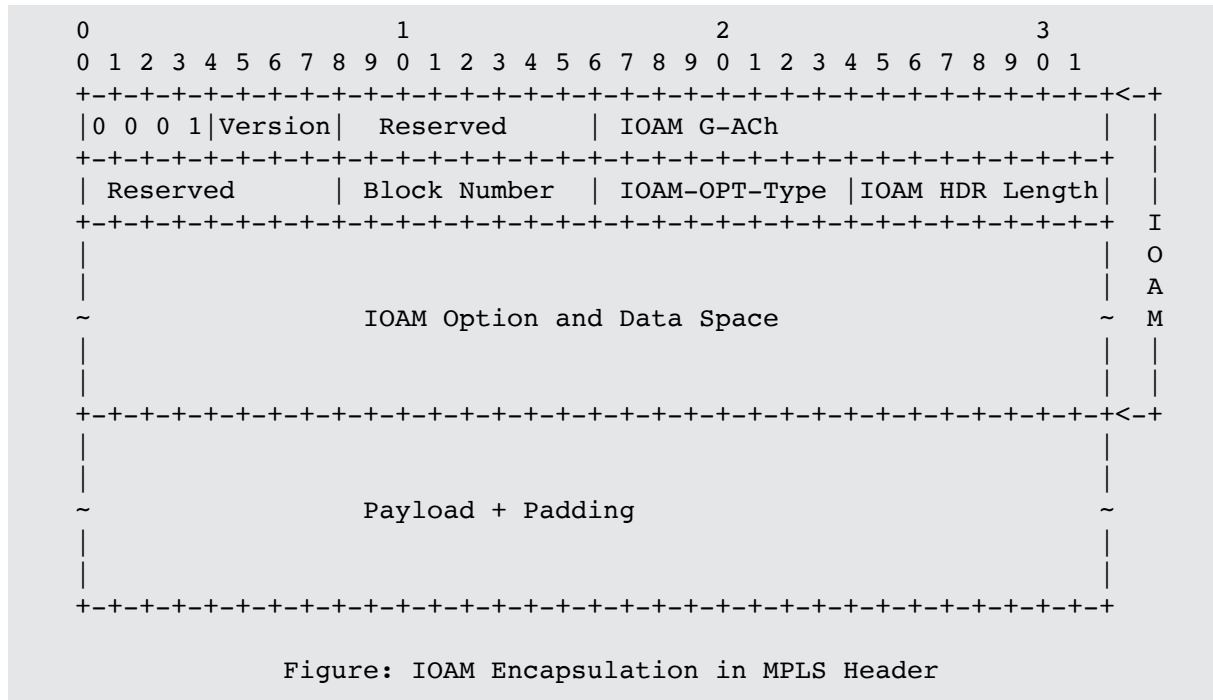 0                   1                   2                   3
 0 1 2 3 4 5 6 7 8 9 0 1 2 3 4 5 6 7 8 9 0 1 2 3 4 5 6 7 8 9 0 1
+-+-+-+-+-+-+-+-+-+-+-+-+-+-+-+-+-+-+-+-+-+-+-+-+-+-+-+-+-+-+-+-+<-+
|0 0 0 1|Version|  Reserved     | IOAM G-ACh                    |  |
+-+-+-+-+-+-+-+-+-+-+-+-+-+-+-+-+-+-+-+-+-+-+-+-+-+-+-+-+-+-+-+-+  |
| Reserved      | Block Number  | IOAM-OPT-Type |IOAM HDR Length|  |
+-+-+-+-+-+-+-+-+-+-+-+-+-+-+-+-+-+-+-+-+-+-+-+-+-+-+-+-+-+-+-+-+  I
|                                                               |  O
|                                                               |  A
~                 IOAM Option and Data Space                    ~  M
|                                                               |  |
|                                                               |  |
+-+-+-+-+-+-+-+-+-+-+-+-+-+-+-+-+-+-+-+-+-+-+-+-+-+-+-+-+-+-+-+-+<-+
|                                                               |
|                                                               |
~                 Payload + Padding                             ~
|                                                               |
|                                                               |
+-+-+-+-+-+-+-+-+-+-+-+-+-+-+-+-+-+-+-+-+-+-+-+-+-+-+-+-+-+-+-+-+
Figure: IOAM Encapsulation in MPLS Header